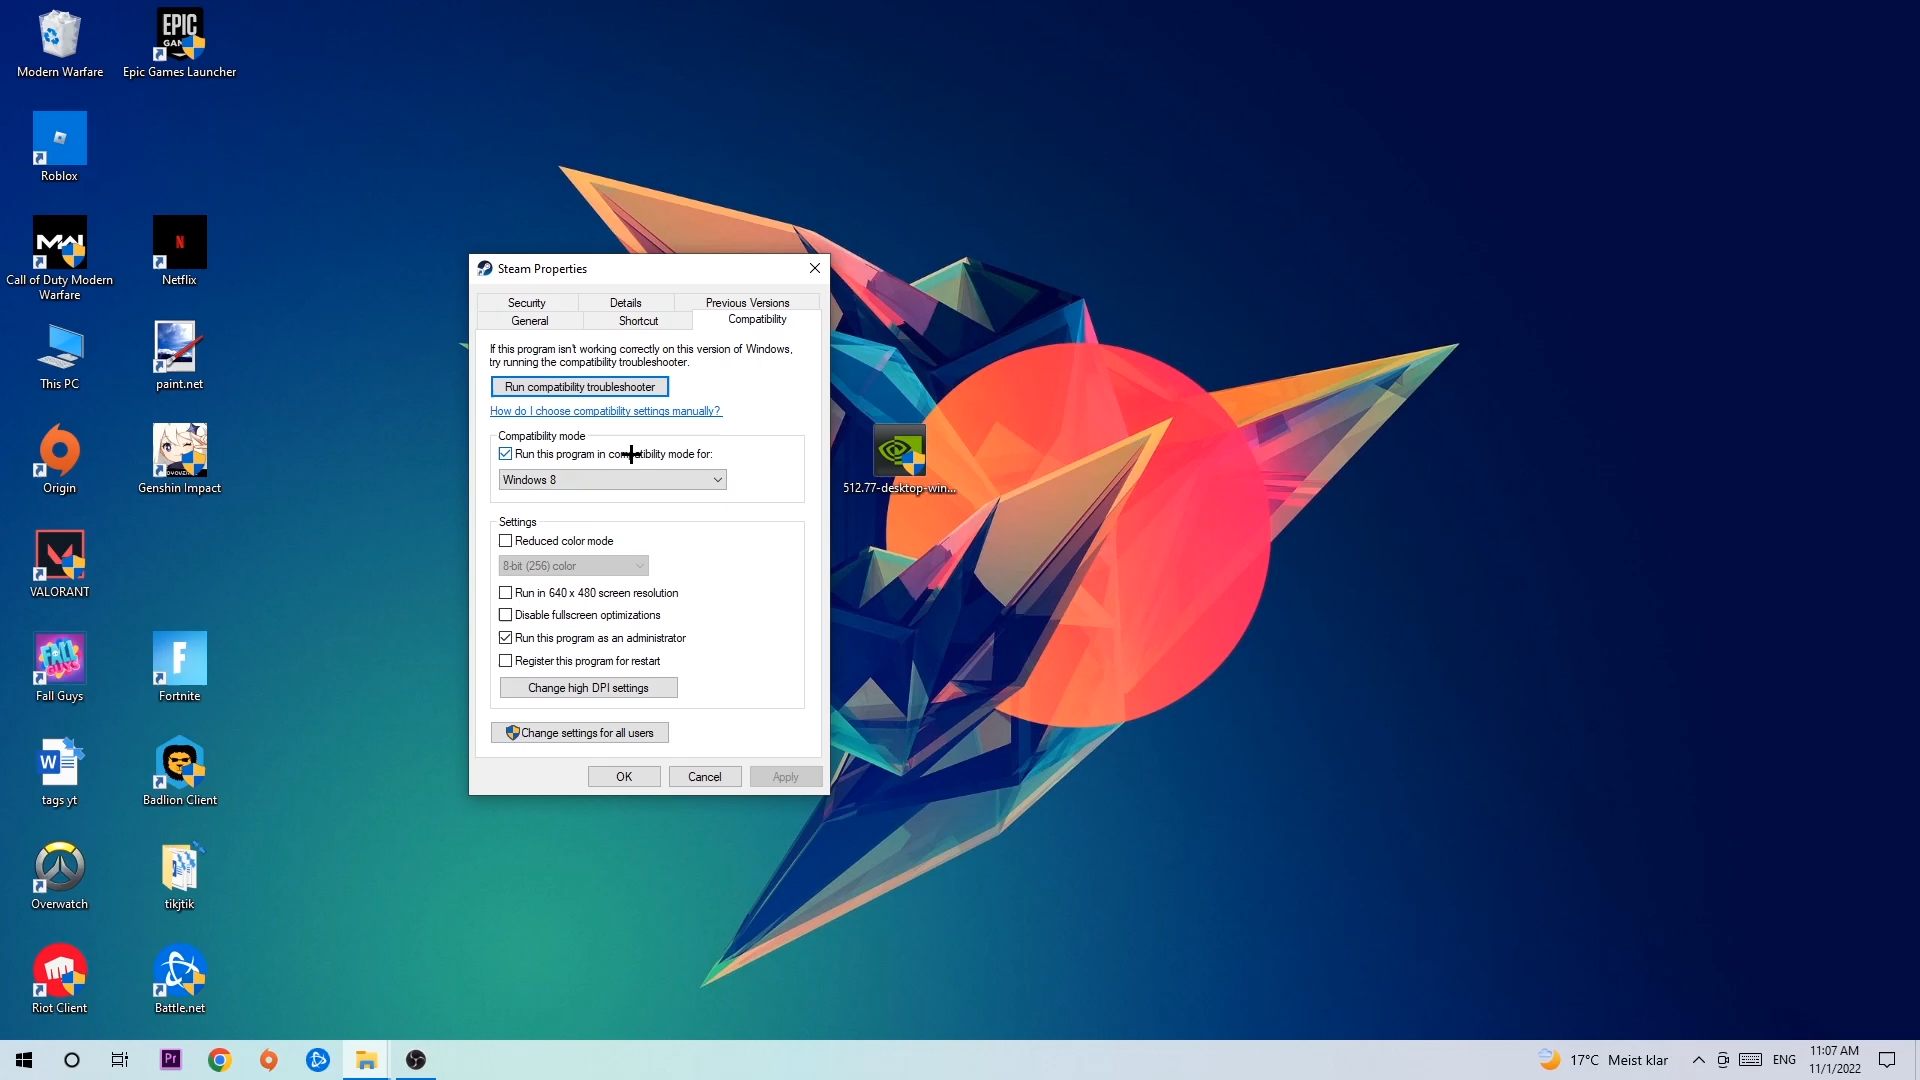 Modern Warfare
EPIC
GAMES
Epic Games Launcher
Roblox
MW
Call of Duty Modern
Warfare
N
Netflix
This PC
paint.net
Origin
Genshin Impact
VALORANT
FALL
Fall Guys
F
Fortnite
W
tags yt
Badlion Client
Overwatch
tikjtik
Riot Client
Battle.net
512.77-desktop-win...
Steam Properties
Security
Details
Previous Versions
General
Shortcut
Compatibility
If this program isn't working correctly on this version of Windows,
try running the compatibility troubleshooter.
Run compatibility troubleshooter
How do I choose compatibility settings manually?
Compatibility mode
Run this program in compatibility mode for:
Windows 8
Settings
Reduced color mode
8-bit (256) color
Run in 640 x 480 screen resolution
Disable fullscreen optimizations
Run this program as an administrator
Register this program for restart
Change high DPI settings
Change settings for all users
OK
Cancel
Apply
Pr
17°C Meist klar
ENG
11:07 AM
11/1/2022